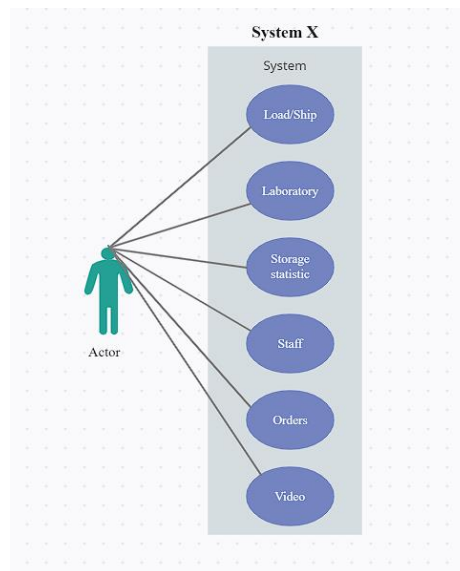 System X
System
Load/Ship
Laboratory
Storage
statistic
Staff
Actor
Orders
Video